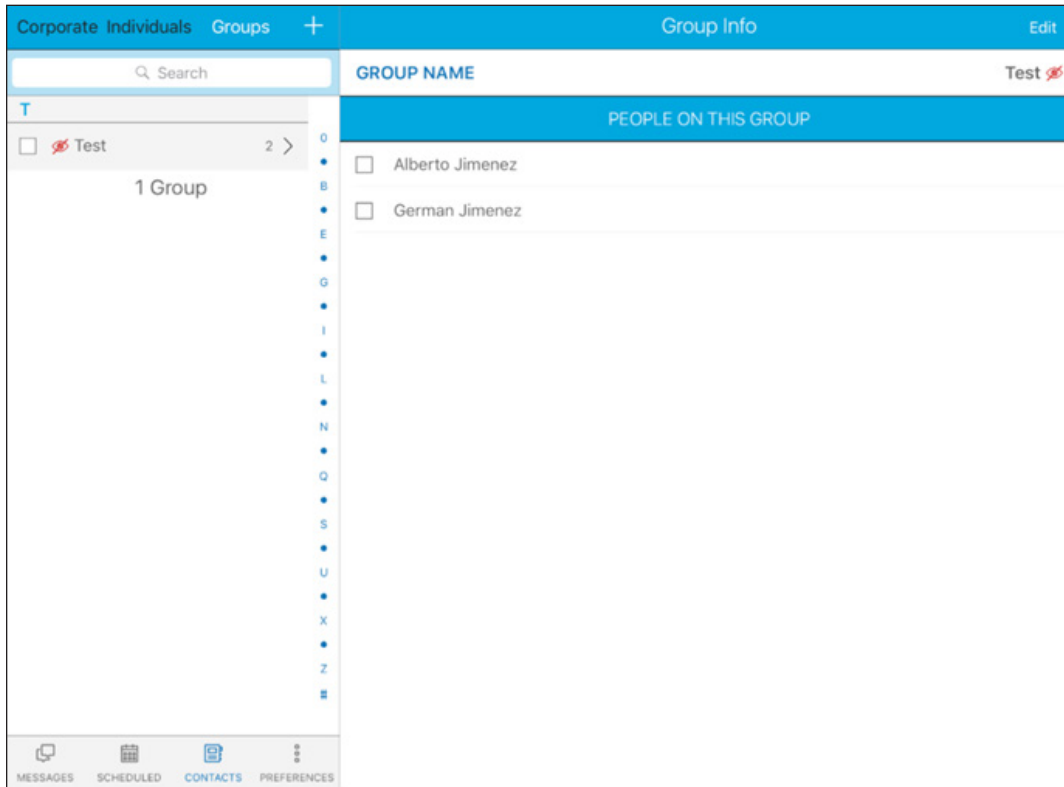 Corporate Individuals Groups +
Search
T
Test 2
1 Group
0
B
E
G
I
L
N
Q
S
U
X
Z
#
MESSAGES SCHEDULED CONTACTS PREFERENCES
Group Info Edit
GROUP NAME Test
PEOPLE ON THIS GROUP
Alberto Jimenez
German Jimenez